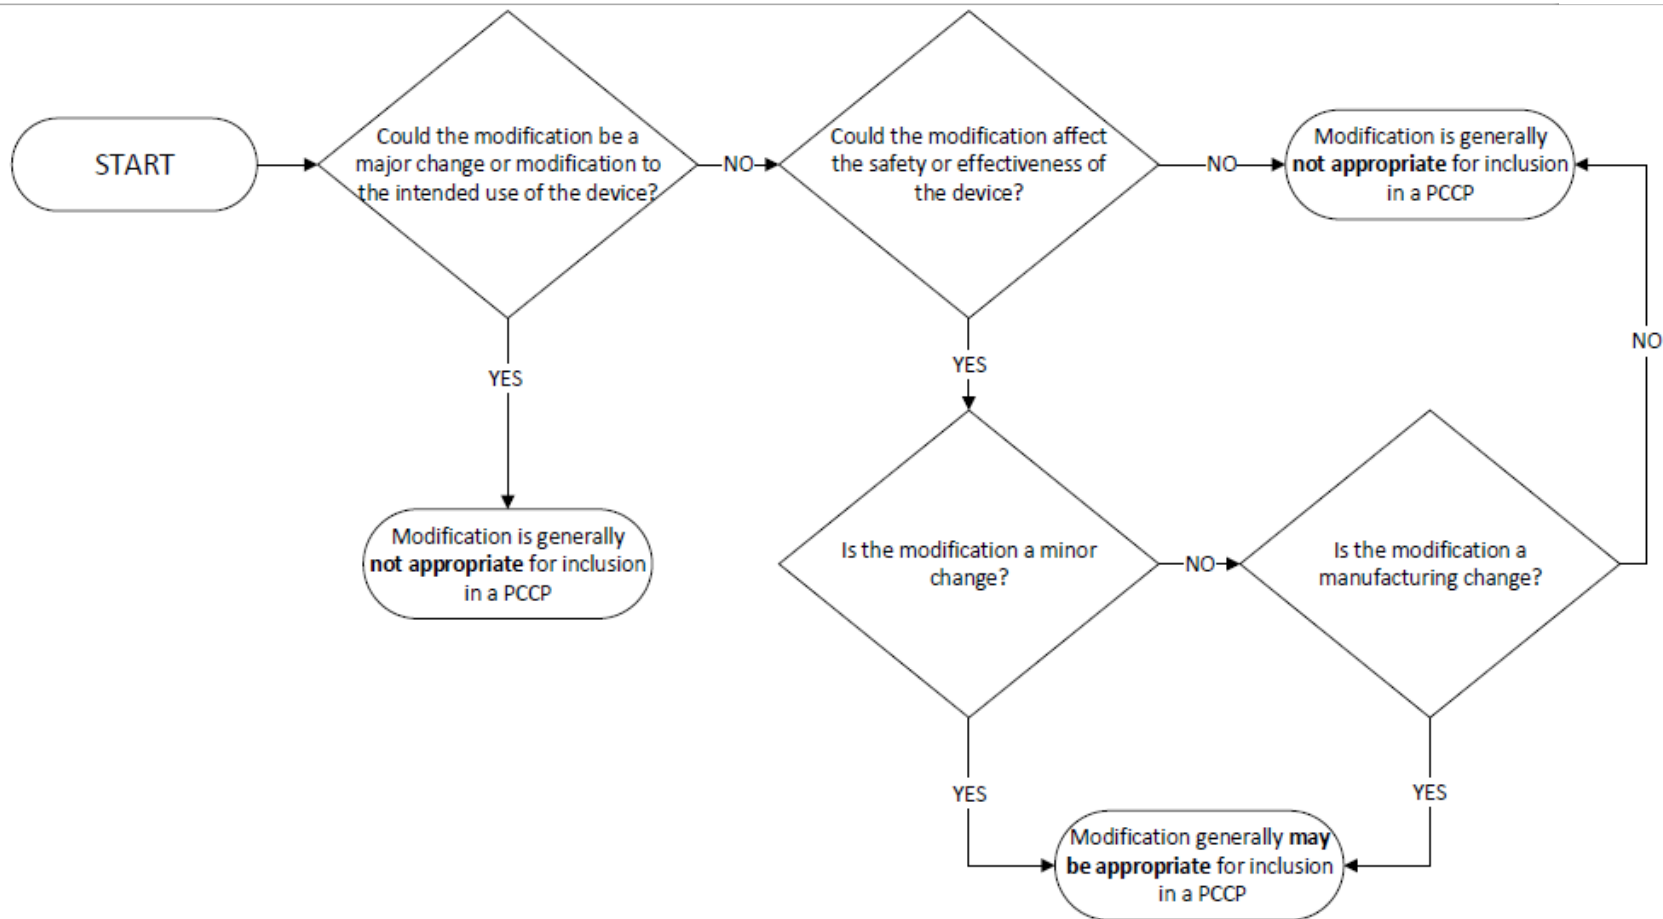 START
Could the modification be a
major change or modification to
the intended use of the device?
NO
Could the modification affect
the safety or effectiveness of
the device?
NO
Modification is generally
not appropriate for inclusion
in a PCCP
YES
YES
NO
Modification is generally
not appropriate for inclusion
in a PCCP
Is the modification a minor
change?
NO
Is the modification a
manufacturing change?
YES
YES
Modification generally may
be appropriate for inclusion
in a PCCP